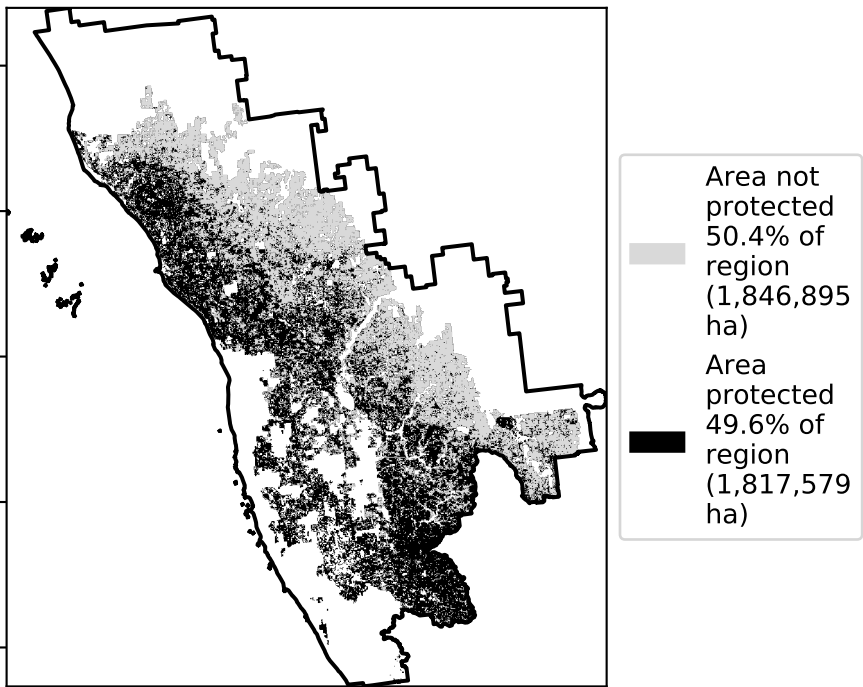 Area not
protected
50.4% of
region
(1,846,895
ha)
Area
protected
49.6% of
region
(1,817,579
ha)